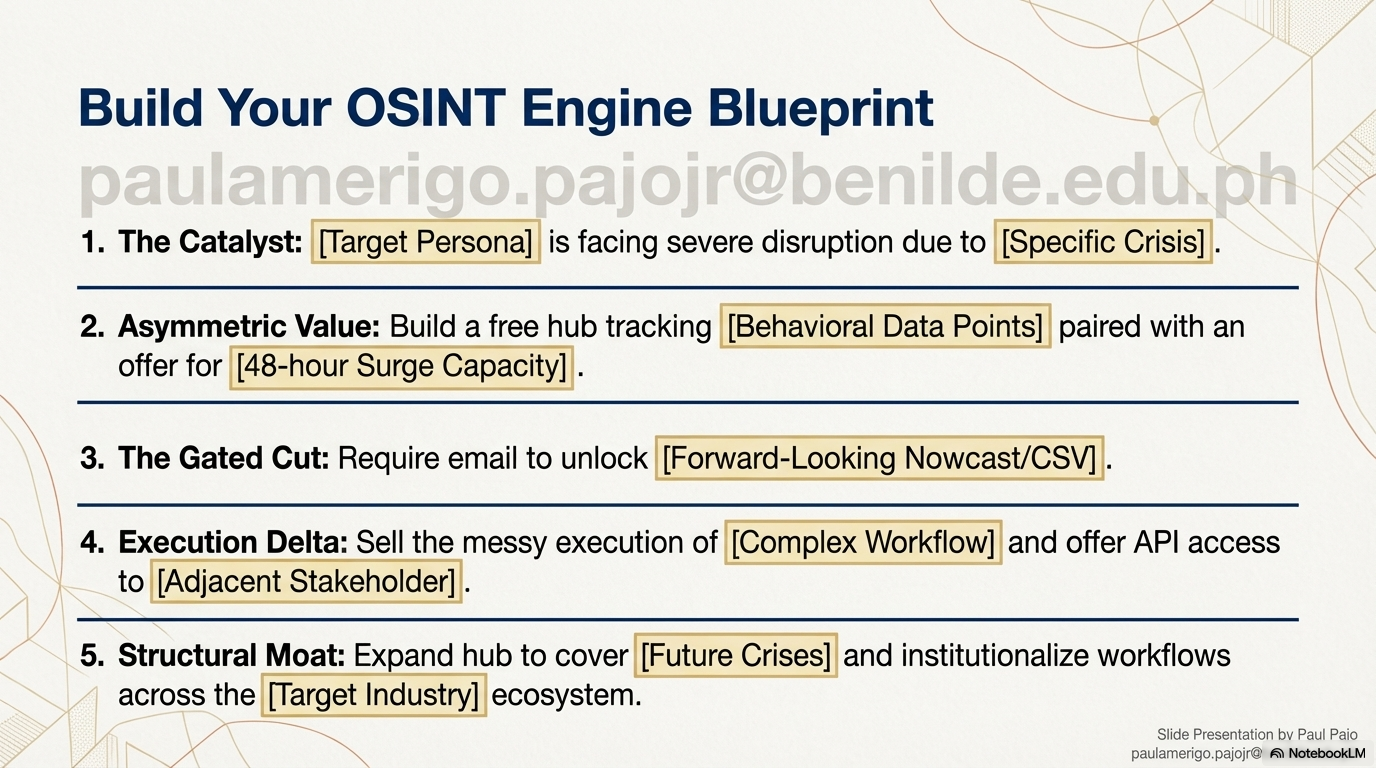 Build Your OSINT Engine Blueprint
paulamerigo.pajojr@benilde.edu.ph
1. The Catalyst: [Target Persona] is facing severe disruption due to [Specific Crisis].
2. Asymmetric Value: Build a free hub tracking [Behavioral Data Points] paired with an
offer for [48-hour Surge Capacity].
3. The Gated Cut: Require email to unlock [Forward-Looking Nowcast/CSV].
4. Execution Delta: Sell the messy execution of [Complex Workflow] and offer API access
to [Adjacent Stakeholder].
5. Structural Moat: Expand hub to cover [Future Crises] and institutionalize workflows
across the [Target Industry] ecosystem.
Slide Presentation by Paul Pajo
paulamerigo.pajojr@ NotebookLM